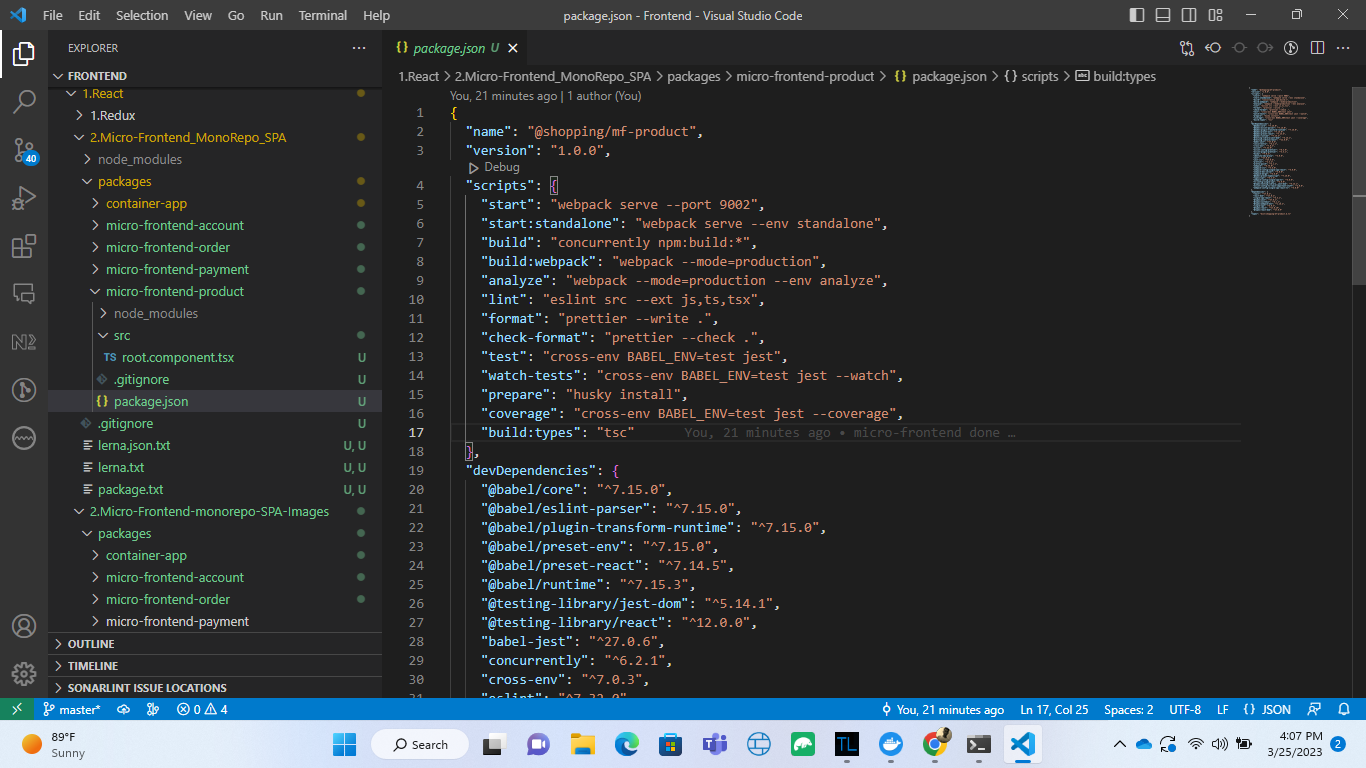 File Edit Selection View Go Run Terminal Help
package.json - Frontend - Visual Studio Code
EXPLORER
FRONTEND
1.React
1.Redux
2.Micro-Frontend_MonoRepo_SPA
node_modules
packages
container-app
micro-frontend-account
micro-frontend-order
micro-frontend-payment
micro-frontend-product
node_modules
src
TS root.component.tsx U
.gitignore U
{} package.json U
.gitignore U
lerna.json.txt U, U
lerna.txt U
package.txt U, U
2.Micro-Frontend-monorepo-SPA-Images
packages
container-app
micro-frontend-account
micro-frontend-order
micro-frontend-payment
OUTLINE
TIMELINE
SONARLINT ISSUE LOCATIONS
40
{} package.json U
1.React > 2.Micro-Frontend_MonoRepo_SPA > packages > micro-frontend-product > {} package.json > {} scripts > abc build:types
You, 21 minutes ago | 1 author (You)
1 {
2 "name": "@shopping/mf-product",
3 "version": "1.0.0",
Debug
4 "scripts": {
5 "start": "webpack serve --port 9002",
6 "start:standalone": "webpack serve --env standalone",
7 "build": "concurrently npm:build:*",
8 "build:webpack": "webpack --mode=production",
9 "analyze": "webpack --mode=production --env analyze",
10 "lint": "eslint src --ext js,ts,tsx",
11 "format": "prettier --write .",
12 "check-format": "prettier --check .",
13 "test": "cross-env BABEL_ENV=test jest",
14 "watch-tests": "cross-env BABEL_ENV=test jest --watch",
15 "prepare": "husky install",
16 "coverage": "cross-env BABEL_ENV=test jest --coverage",
17 "build:types": "tsc" You, 21 minutes ago • micro-frontend done …
18 },
19 "devDependencies": {
20 "@babel/core": "^7.15.0",
21 "@babel/eslint-parser": "^7.15.0",
22 "@babel/plugin-transform-runtime": "^7.15.0",
23 "@babel/preset-env": "^7.15.0",
24 "@babel/preset-react": "^7.14.5",
25 "@babel/runtime": "^7.15.3",
26 "@testing-library/jest-dom": "^5.14.1",
27 "@testing-library/react": "^12.0.0",
28 "babel-jest": "^27.0.6",
29 "concurrently": "^6.2.1",
30 "cross-env": "^7.0.3",
31 "eslint": "^7.32.0",
master* 0 4
You, 21 minutes ago Ln 17, Col 25 Spaces: 2 UTF-8 LF {} JSON
89°F
Sunny
Search
TL
4:07 PM
3/25/2023
2